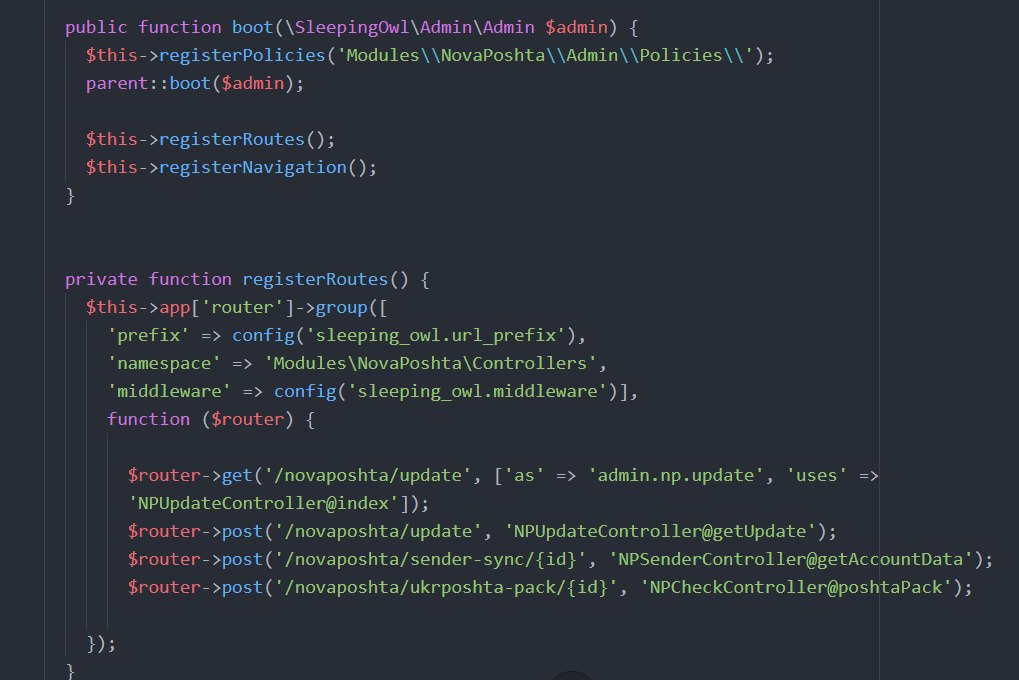 public function boot(\SleepingOwl\Admin\Admin $admin) {
$this->registerPolicies('Modules\\NovaPoshta\\Admin\\Policies\\');
parent::boot($admin);
$this->registerRoutes();
$this->registerNavigation();
}
private function registerRoutes() {
$this->app['router']->group([
'prefix' => config('sleeping_owl.url_prefix'),
'namespace' => 'Modules\NovaPoshta\Controllers',
'middleware' => config('sleeping_owl.middleware')],
function ($router) {
$router->get('/novaposhta/update', ['as' => 'admin.np.update', 'uses' =>
'NPUpdateController@index']);
$router->post('/novaposhta/update', 'NPUpdateController@getUpdate');
$router->post('/novaposhta/sender-sync/{id}', 'NPSenderController@getAccountData');
$router->post('/novaposhta/ukrposhta-pack/{id}', 'NPCheckController@poshtaPack');
});
}